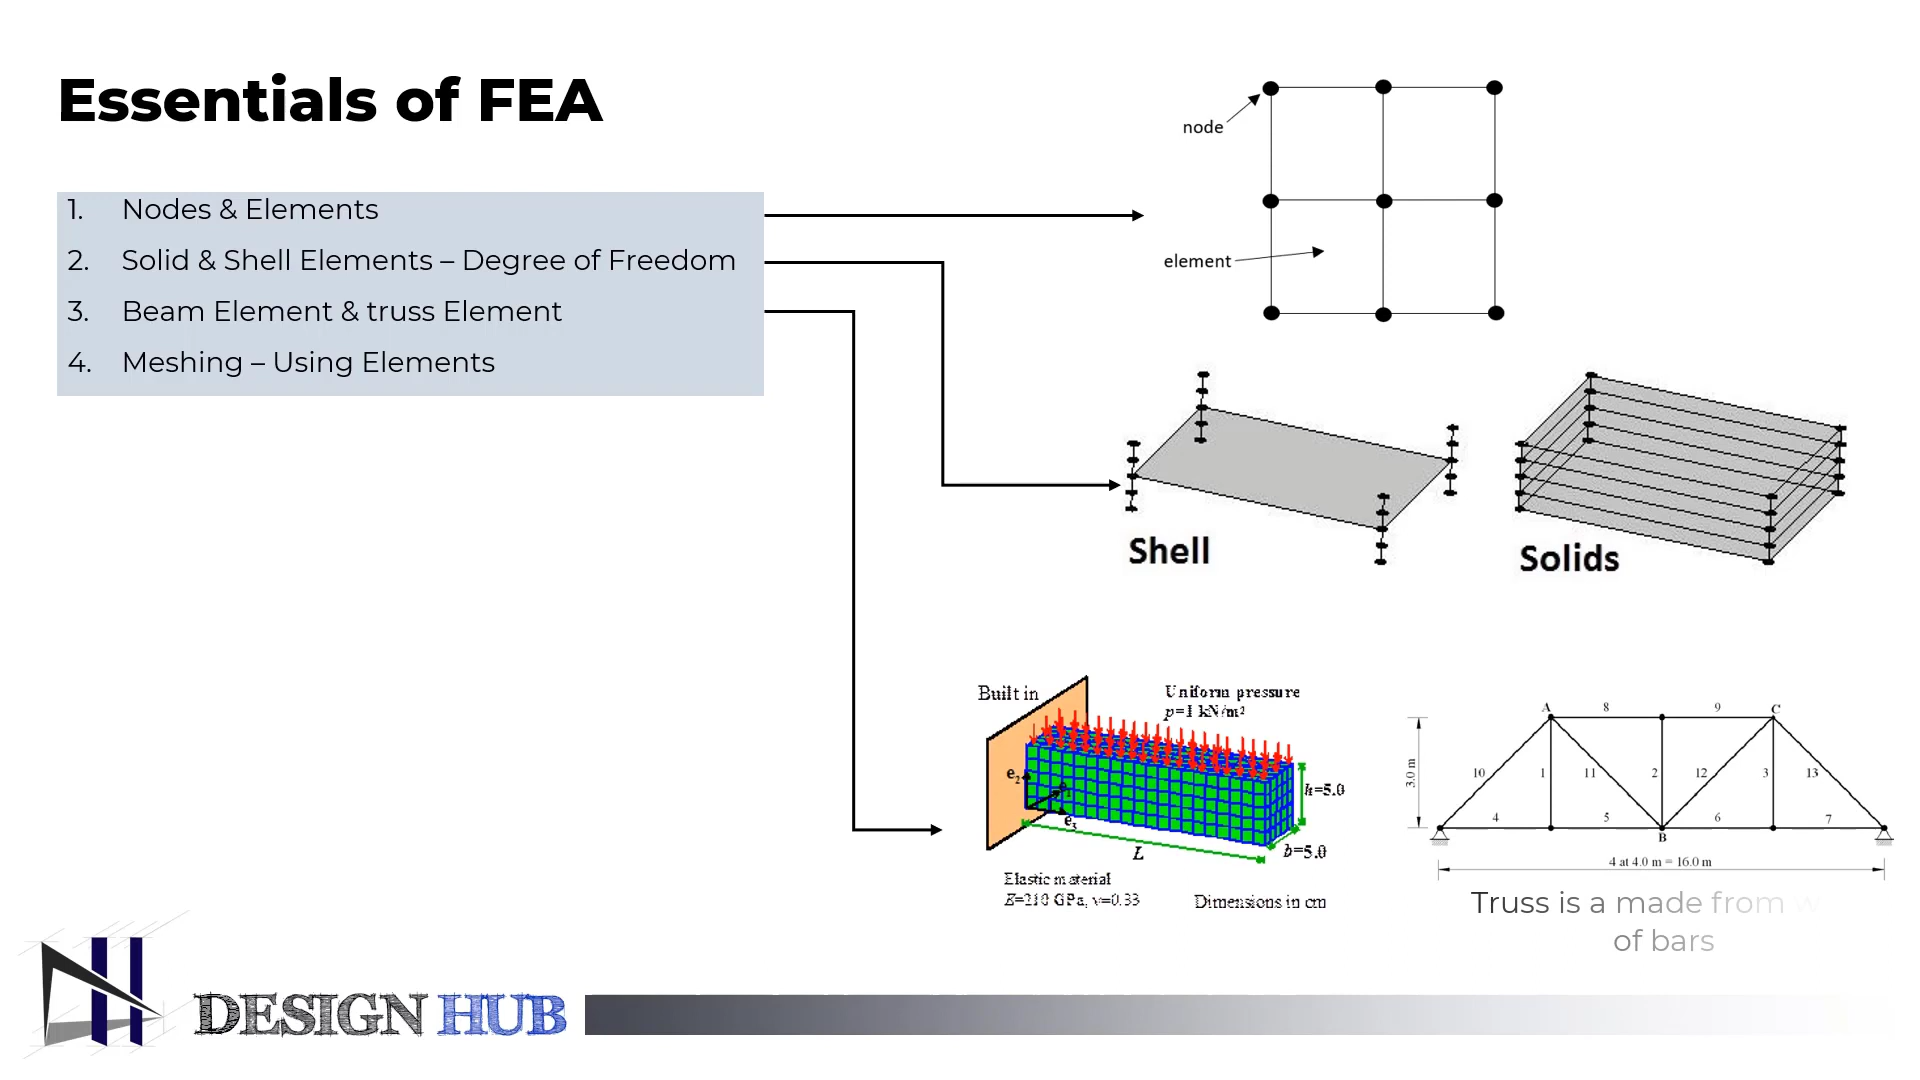 Essentials of FEA
1. Nodes & Elements
2. Solid & Shell Elements – Degree of Freedom
3. Beam Element & truss Element
4. Meshing – Using Elements
node
element
Shell
Solids
Built in
Uniform pressure
p=1 kN/m²
e₂
e₁
e₃
h=5.0
L
b=5.0
Elastic material
E=210 GPa, ν=0.33
Dimensions in cm
A 8 9 C
3.0 m
10 1 11 2 12 3 13
4 5 6 7
B
4 at 4.0 m = 16.0 m
Truss is a made from
of bars
DESIGN HUB